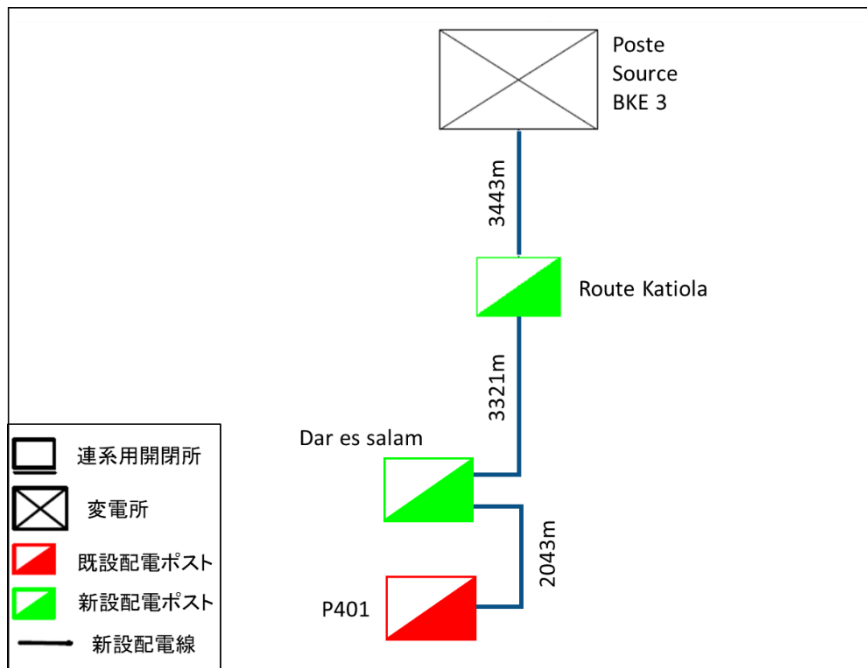 Poste
Source
BKE 3
3443m
Route Katiola
3321m
Dar es salam
2043m
P401
連系用開閉所
変電所
既設配電ポスト
新設配電ポスト
新設配電線